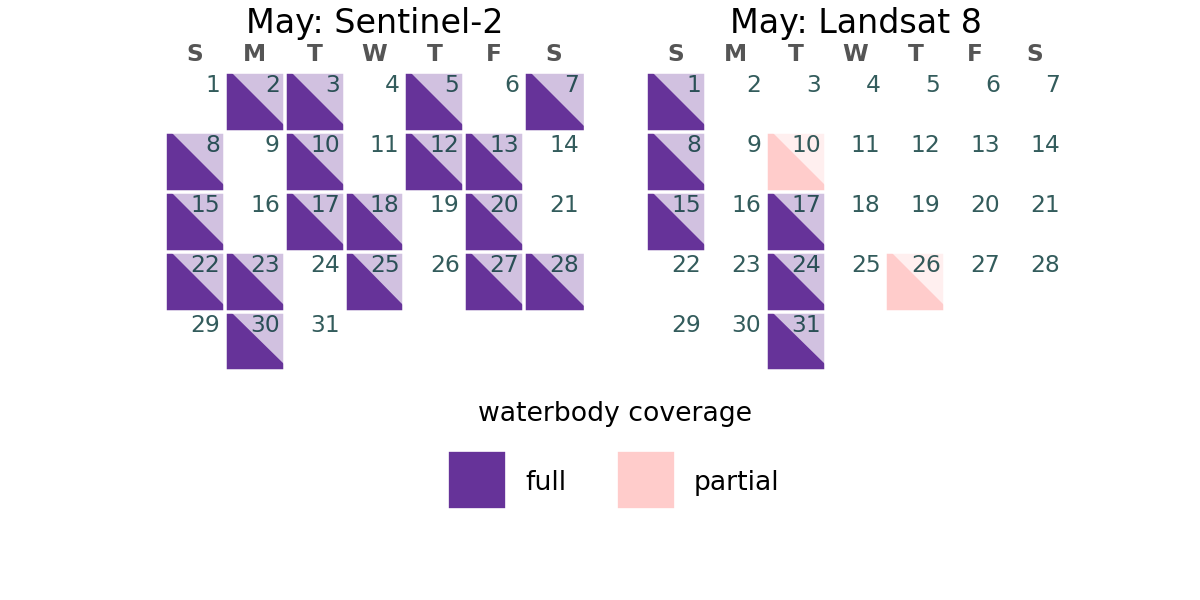 May: Sentinel-2
S M T W T F S
1 2 3 4 5 6 7
8 9 10 11 12 13 14
15 16 17 18 19 20 21
22 23 24 25 26 27 28
29 30 31
May: Landsat 8
S M T W T F S
1 2 3 4 5 6 7
8 9 10 11 12 13 14
15 16 17 18 19 20 21
22 23 24 25 26 27 28
29 30 31
waterbody coverage
full
partial